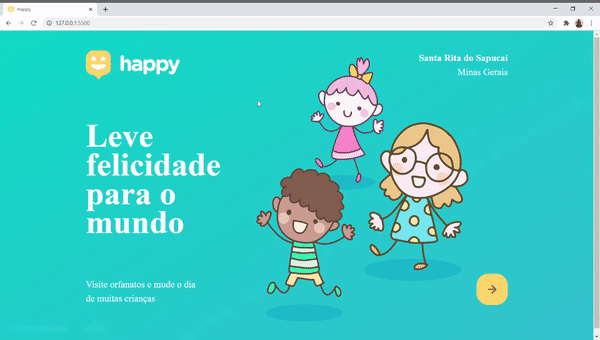 Happy
127.0.0.1:5500
happy
Santa Rita do Sapucai
Minas Gerais
Leve
felicidade
para o
mundo
Visite orfanatos e mude o dia
de muitas crianças